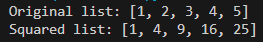 Original list: [1, 2, 3, 4, 5]
Squared list: [1, 4, 9, 16, 25]